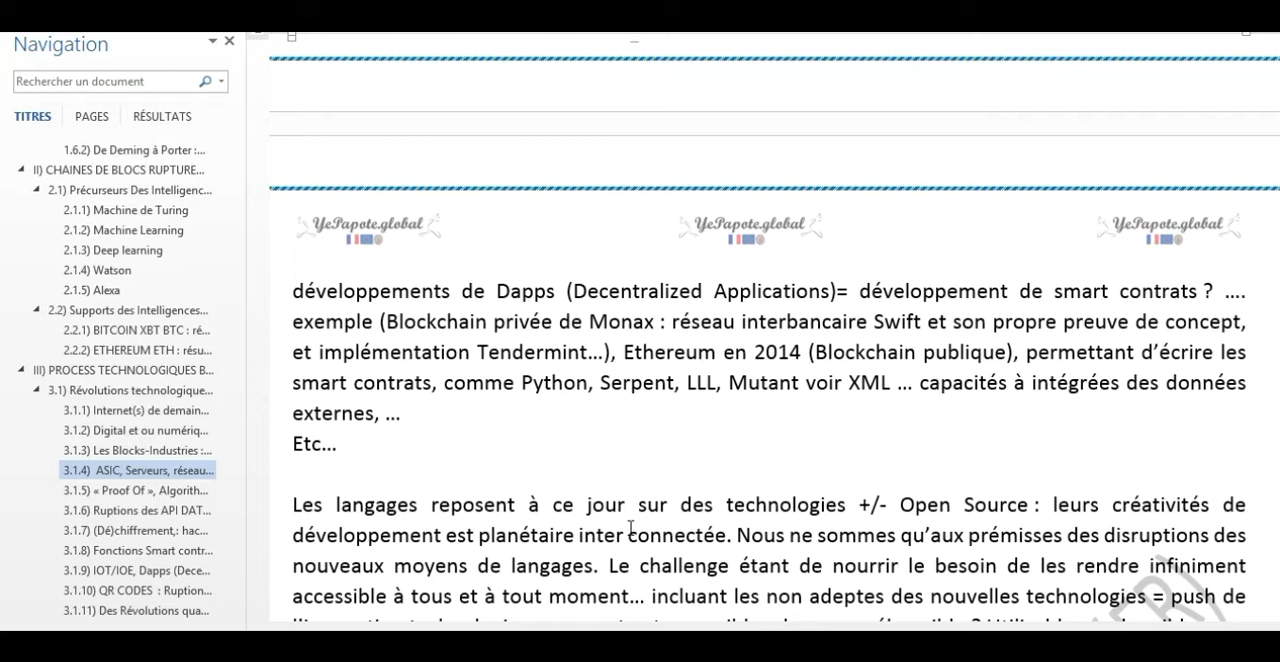 Navigation
Rechercher un document
TITRES PAGES RÉSULTATS
1.6.2) De Deming à Porter :...
II) CHAINES DE BLOCS RUPTURE...
2.1) Précurseurs Des Intelligenc...
2.1.1) Machine de Turing
2.1.2) Machine Learning
2.1.3) Deep learning
2.1.4) Watson
2.1.5) Alexa
2.2) Supports des Intelligences...
2.2.1) BITCOIN XBT BTC : ré...
2.2.2) ETHEREUM ETH : résu...
III) PROCESS TECHNOLOGIQUES B...
3.1) Révolutions technologique...
3.1.1) Internet(s) de demain...
3.1.2) Digital et ou numériq...
3.1.3) Les Blocks-Industries :...
3.1.4) ASIC, Serveurs, réseau...
3.1.5) « Proof Of », Algorith...
3.1.6) Ruptions des API DAT...
3.1.7) (Dé)chiffrement,: hac...
3.1.8) Fonctions Smart contr...
3.1.9) IOT/IOE, Dapps (Dece...
3.1.10) QR CODES : Ruption...
3.1.11) Des Révolutions qua...
YePapote.global YePapote.global YePapote.global
développements de Dapps (Decentralized Applications)= développement de smart contrats ? ....
exemple (Blockchain privée de Monax : réseau interbancaire Swift et son propre preuve de concept,
et implémentation Tendermint...), Ethereum en 2014 (Blockchain publique), permettant d'écrire les
smart contrats, comme Python, Serpent, LLL, Mutant voir XML ... capacités à intégrées des données
externes, ...
Etc...
Les langages reposent à ce jour sur des technologies +/- Open Source : leurs créativités de
développement est planétaire inter connectée. Nous ne sommes qu'aux prémisses des disruptions des
nouveaux moyens de langages. Le challenge étant de nourrir le besoin de les rendre infiniment
accessible à tous et à tout moment... incluant les non adeptes des nouvelles technologies = push de